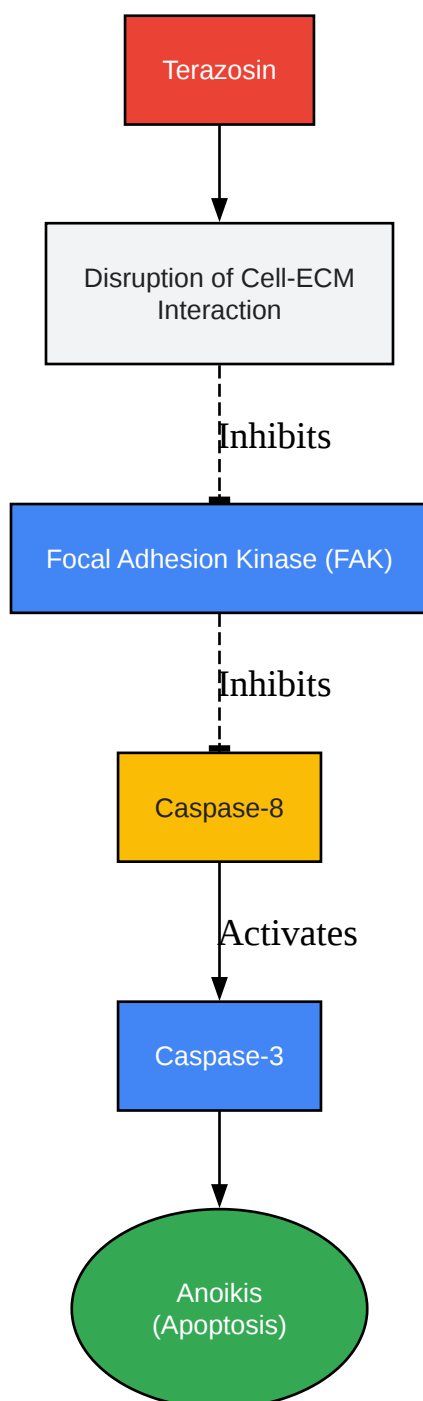 Terazosin
Disruption of Cell-ECM
Interaction
Inhibits
Focal Adhesion Kinase (FAK)
Inhibits
Caspase-8
Activates
Caspase-3
Anoikis
(Apoptosis)